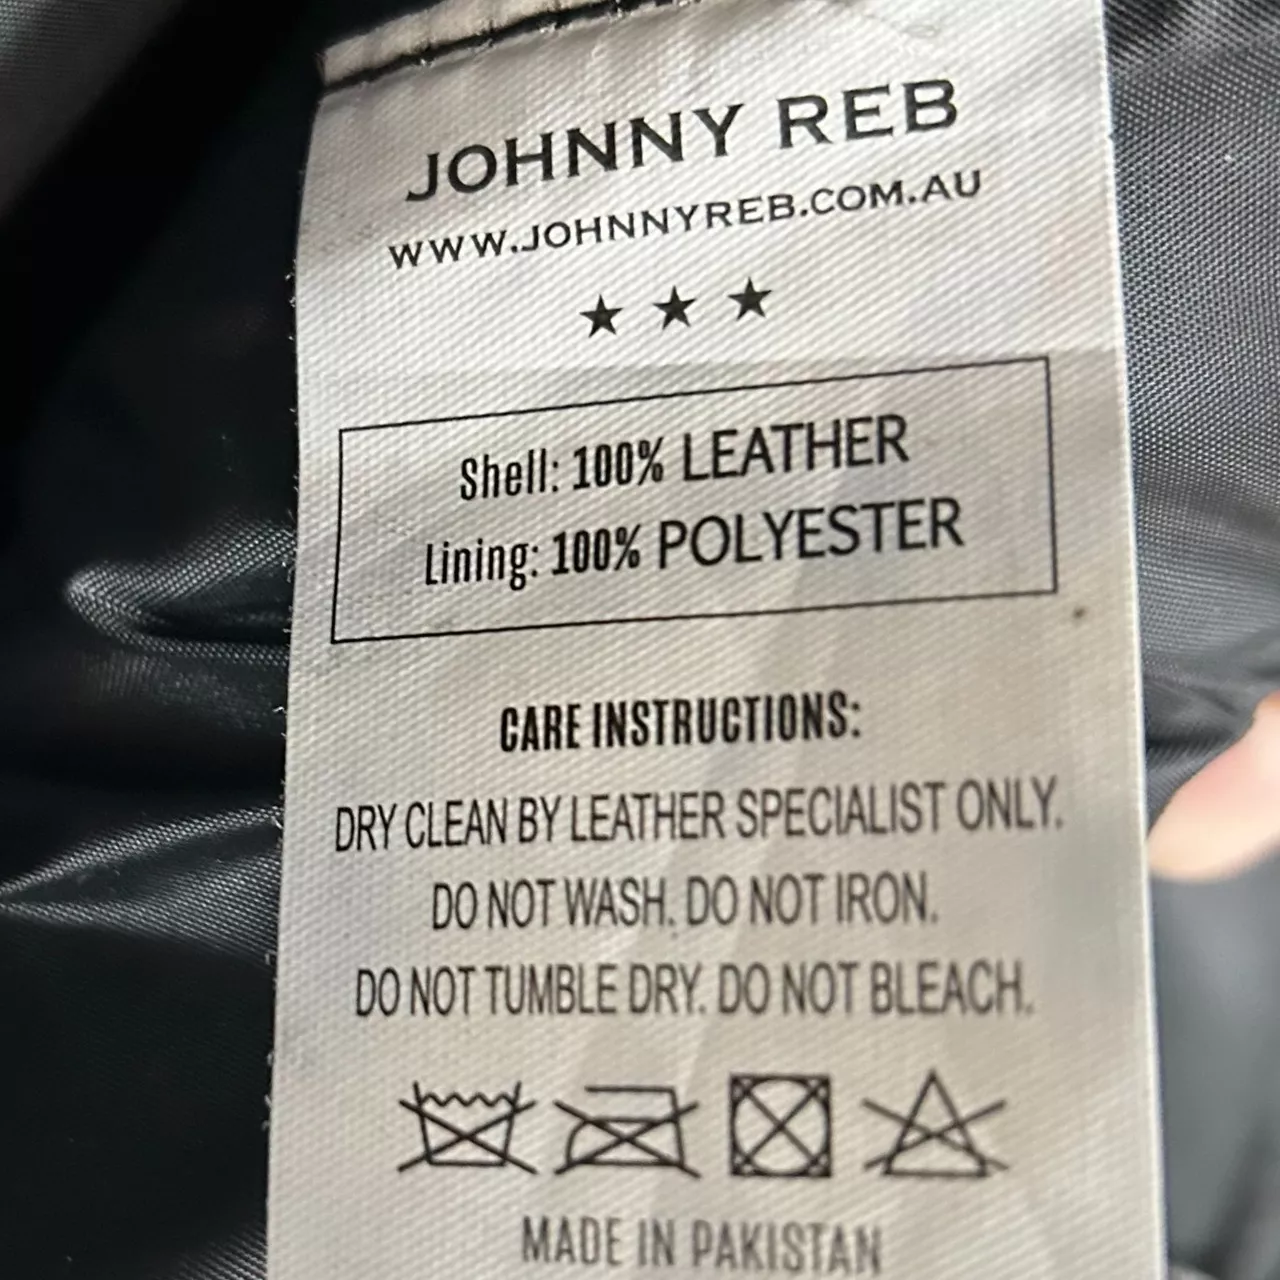 JOHNNY REB
WWW.JOHNNYREB.COM.AU
Shell: 100% LEATHER
Lining: 100% POLYESTER
CARE INSTRUCTIONS:
DRY CLEAN BY LEATHER SPECIALIST ONLY.
DO NOT WASH. DO NOT IRON.
DO NOT TUMBLE DRY. DO NOT BLEACH.
MADE IN PAKISTAN